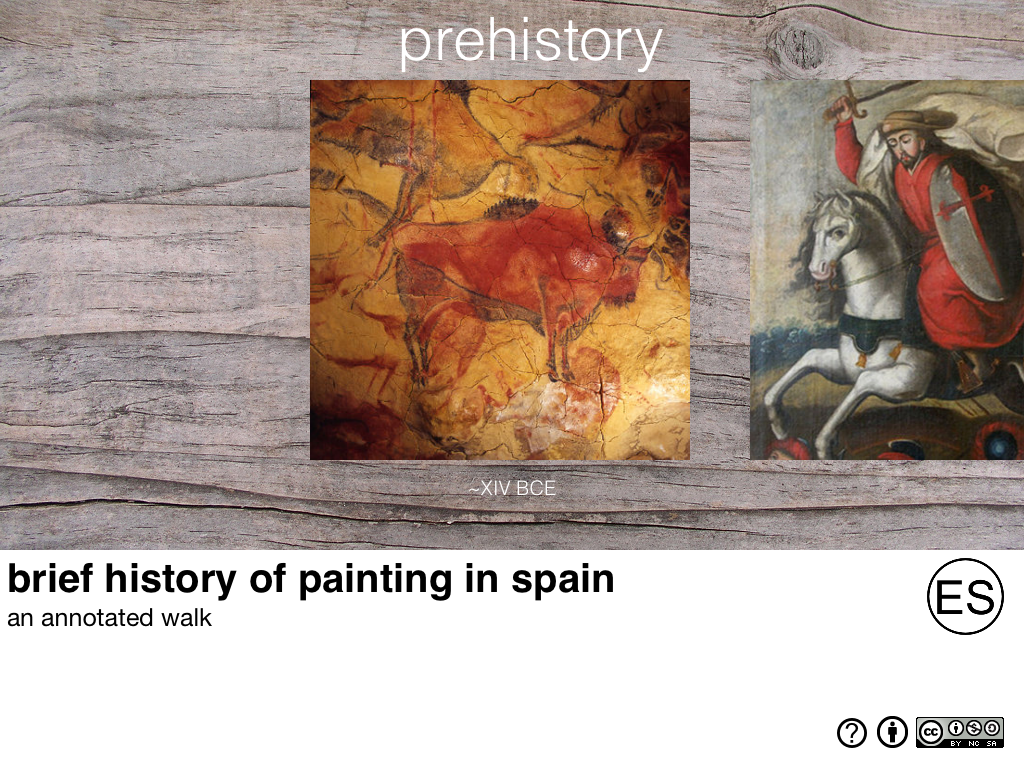 prehistory
~XIV BCE
brief history of painting in spain
an annotated walk
ES
?
cc
BY NC SA